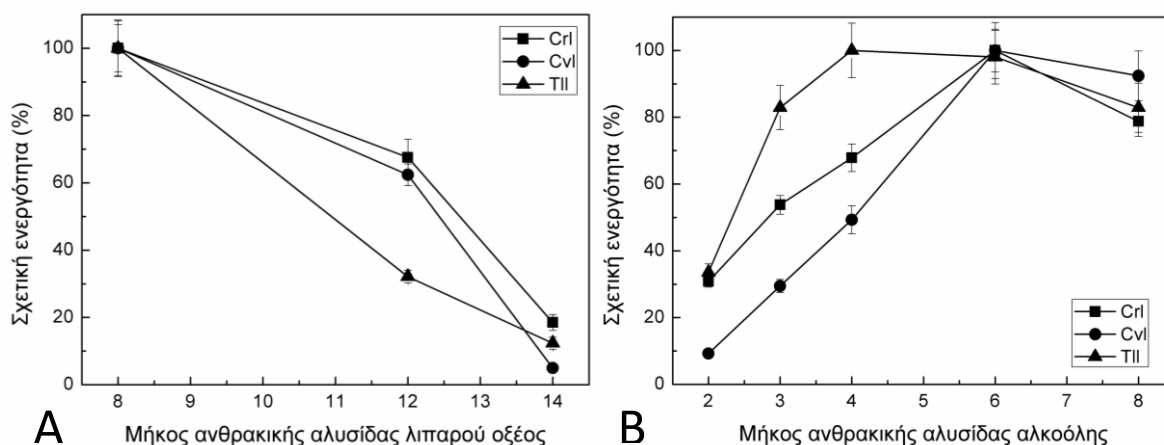 100
80
60
40
20
0
Σχετική ενεργότητα (%)
Crl
Cvl
Tll
8 9 10 11 12 13 14
Μήκος ανθρακικής αλυσίδας λιπαρού οξέος
A
100
80
60
40
20
0
Σχετική ενεργότητα (%)
Crl
Cvl
Tll
2 3 4 5 6 7 8
Μήκος ανθρακικής αλυσίδας αλκοόλης
B